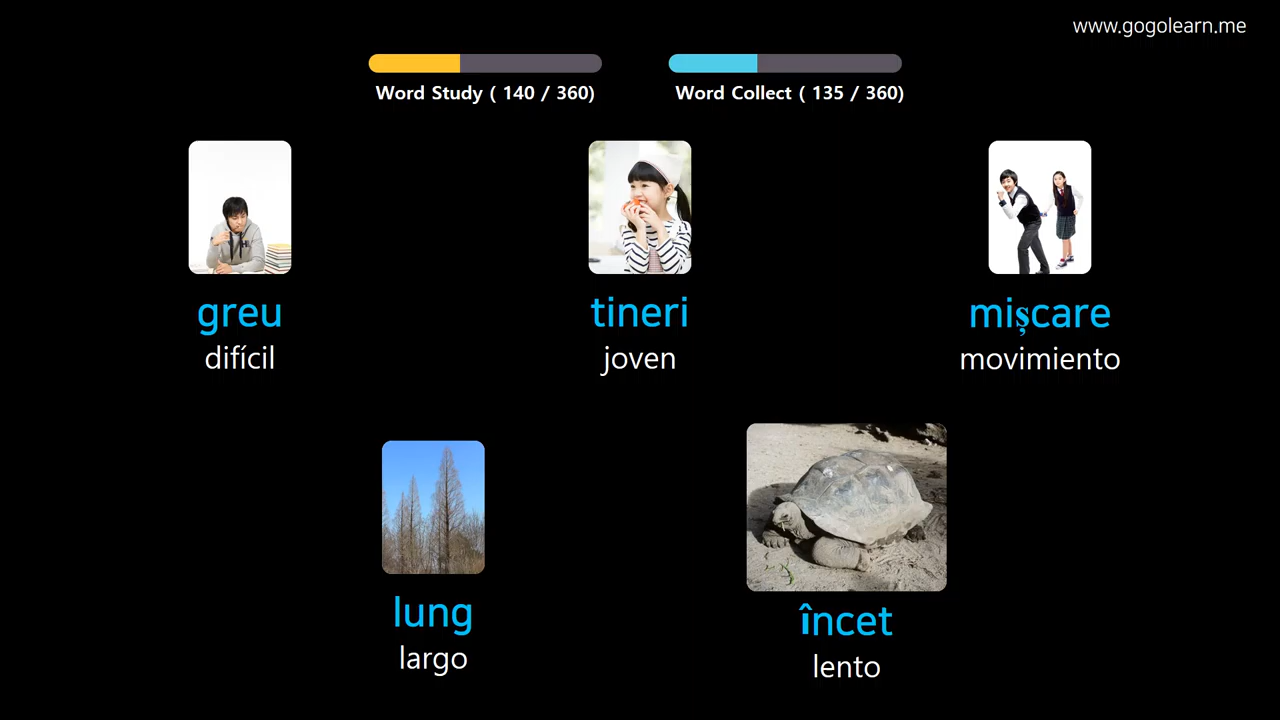 www.gogolearn.me
Word Study ( 140 / 360)
Word Collect ( 135 / 360)
greu
difícil
tineri
joven
mișcare
movimiento
lung
largo
încet
lento